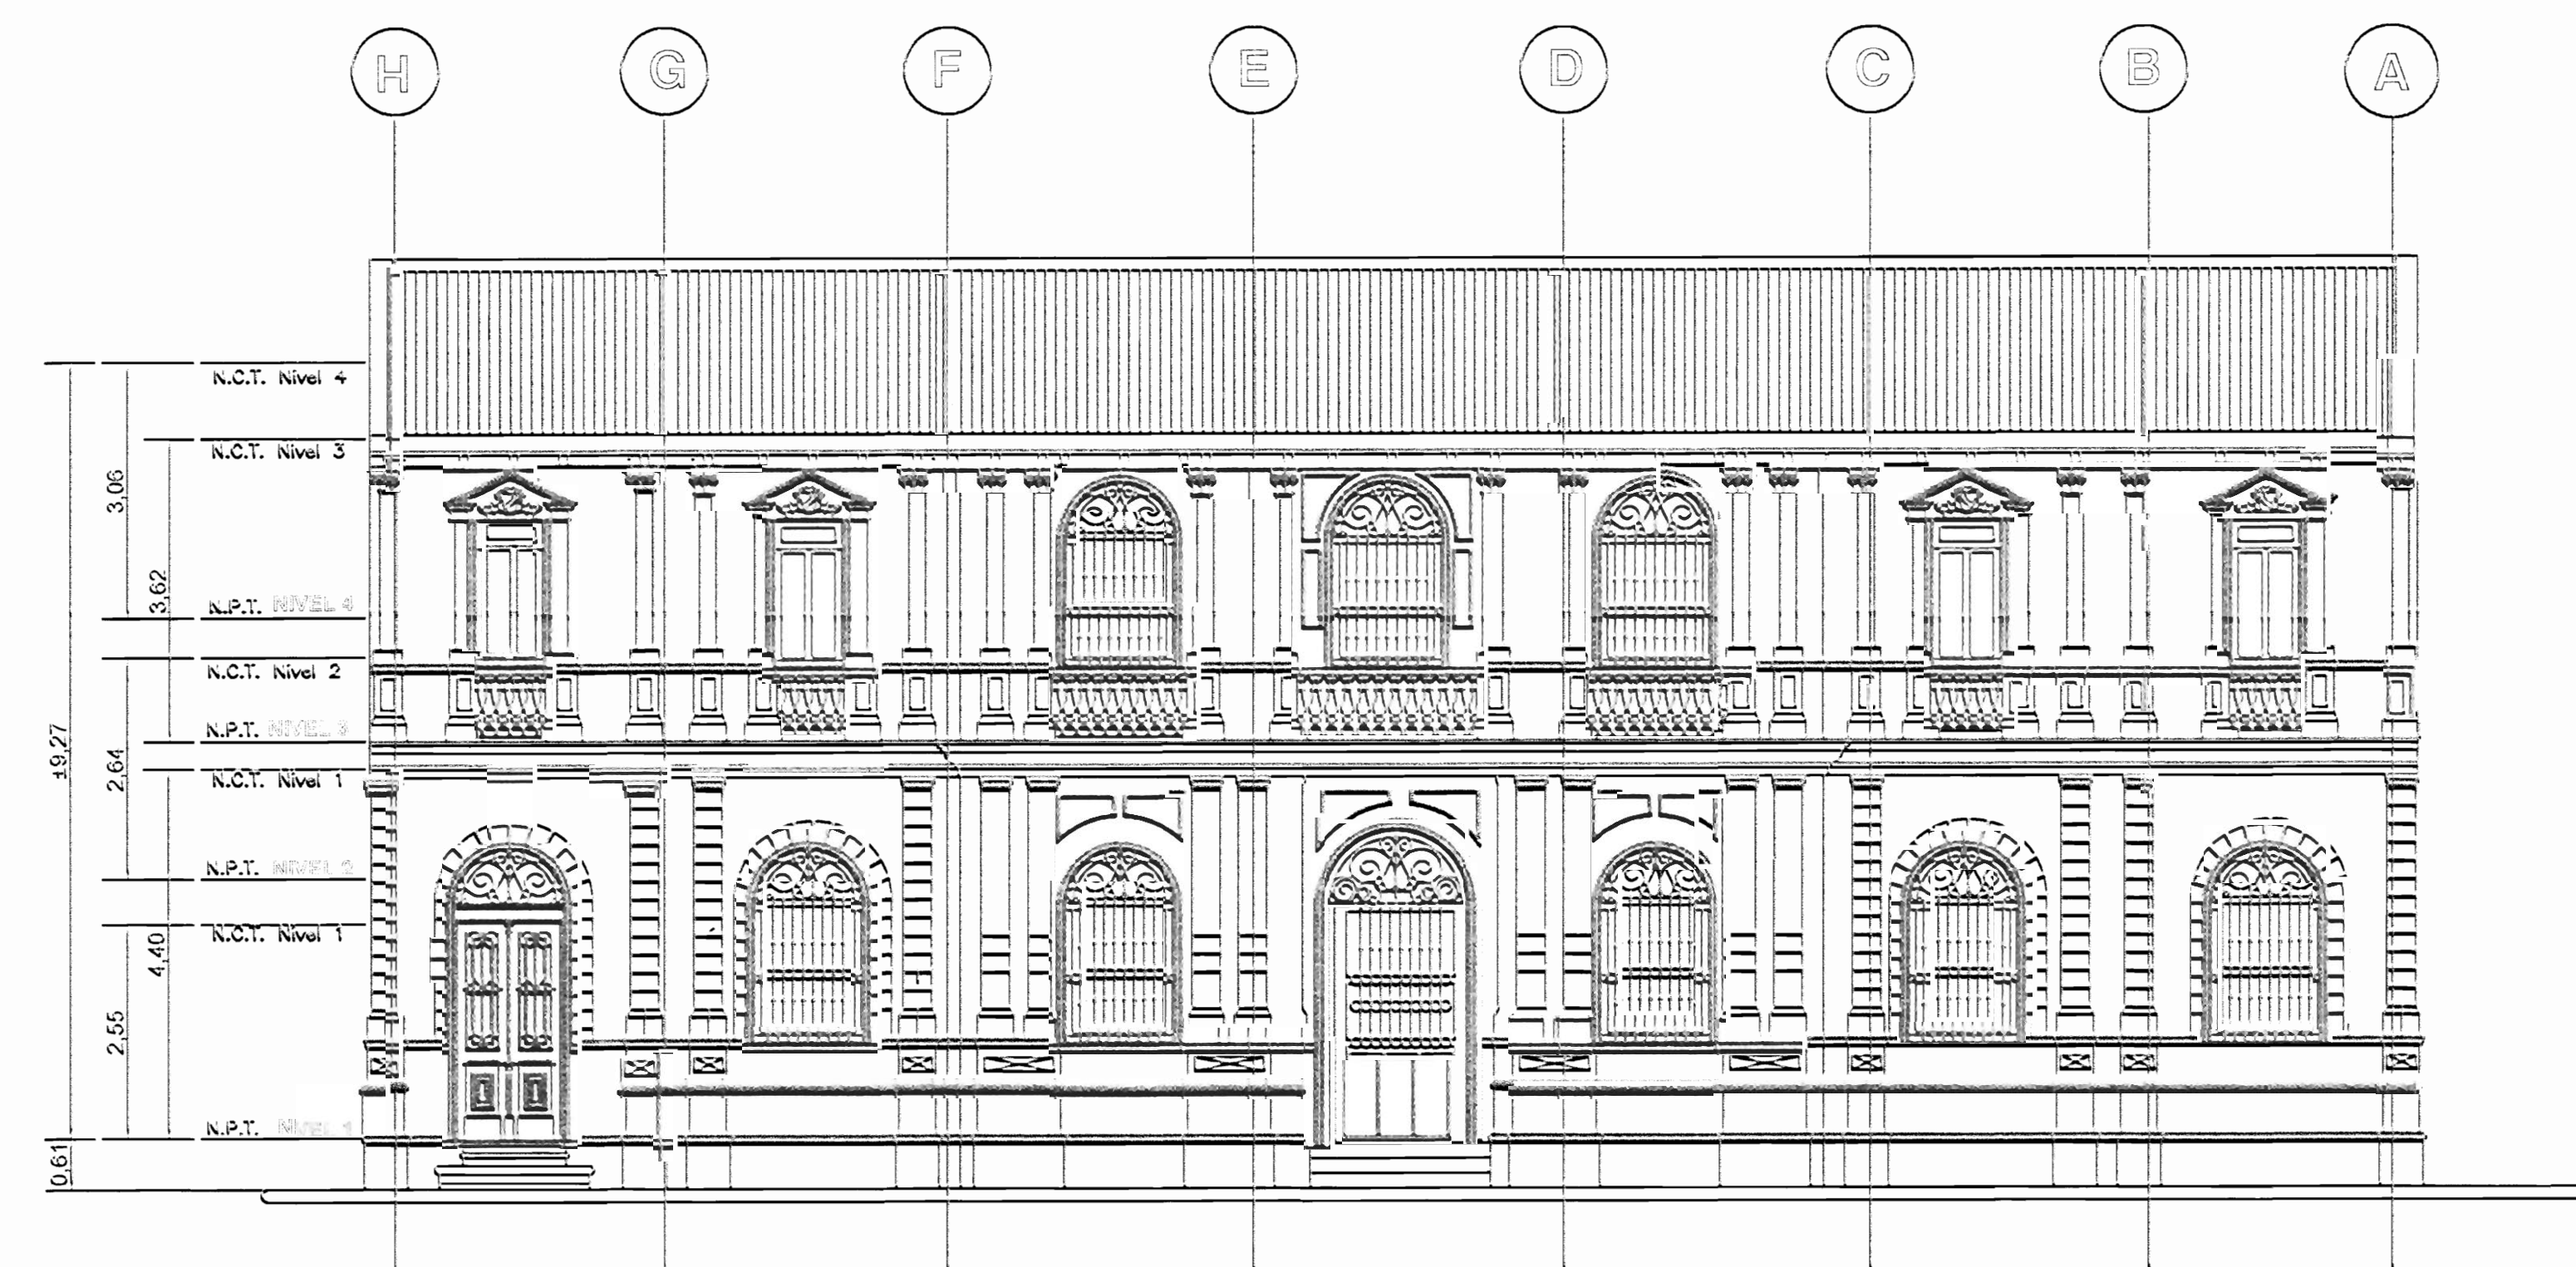 H G F E D C B A
N.C.T. Nivel 4
N.C.T. Nivel 3
3,06
3,62
N.P.T. NIVEL 4
N.C.T. Nivel 2
N.P.T. NIVEL 3
±9,27
2,64
N.C.T. Nivel 1
N.P.T. NIVEL 2
N.C.T. Nivel 1
4,40
2,55
N.P.T. NIVEL 1
0,61